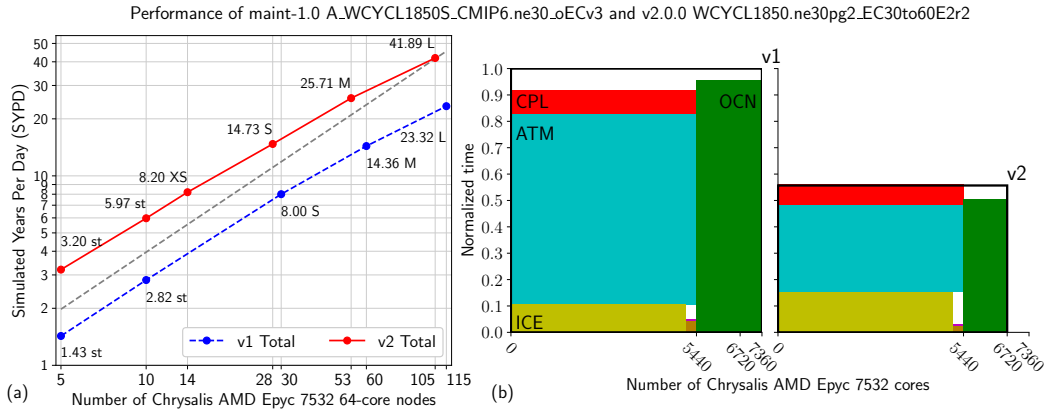 Performance of maint-1.0 A_WCYCL1850S_CMIP6.ne30_oECv3 and v2.0.0 WCYCL1850.ne30pg2_EC30to60E2r2
Simulated Years Per Day (SYPD)
50
40
30
20
10
9
8
7
6
5
4
3
2
1
41.89 L
25.71 M
14.73 S
8.20 XS
5.97 st
3.20 st
23.32 L
14.36 M
8.00 S
2.82 st
1.43 st
v1 Total
v2 Total
5
10
14
28
30
53
60
105
115
(a)
Number of Chrysalis AMD Epyc 7532 64-core nodes
Normalized time
1.0
0.9
0.8
0.7
0.6
0.5
0.4
0.3
0.2
0.1
0.0
v1
CPL
OCN
ATM
ICE
0
5440
6720
7360
v2
0
5440
6720
7360
(b)
Number of Chrysalis AMD Epyc 7532 cores